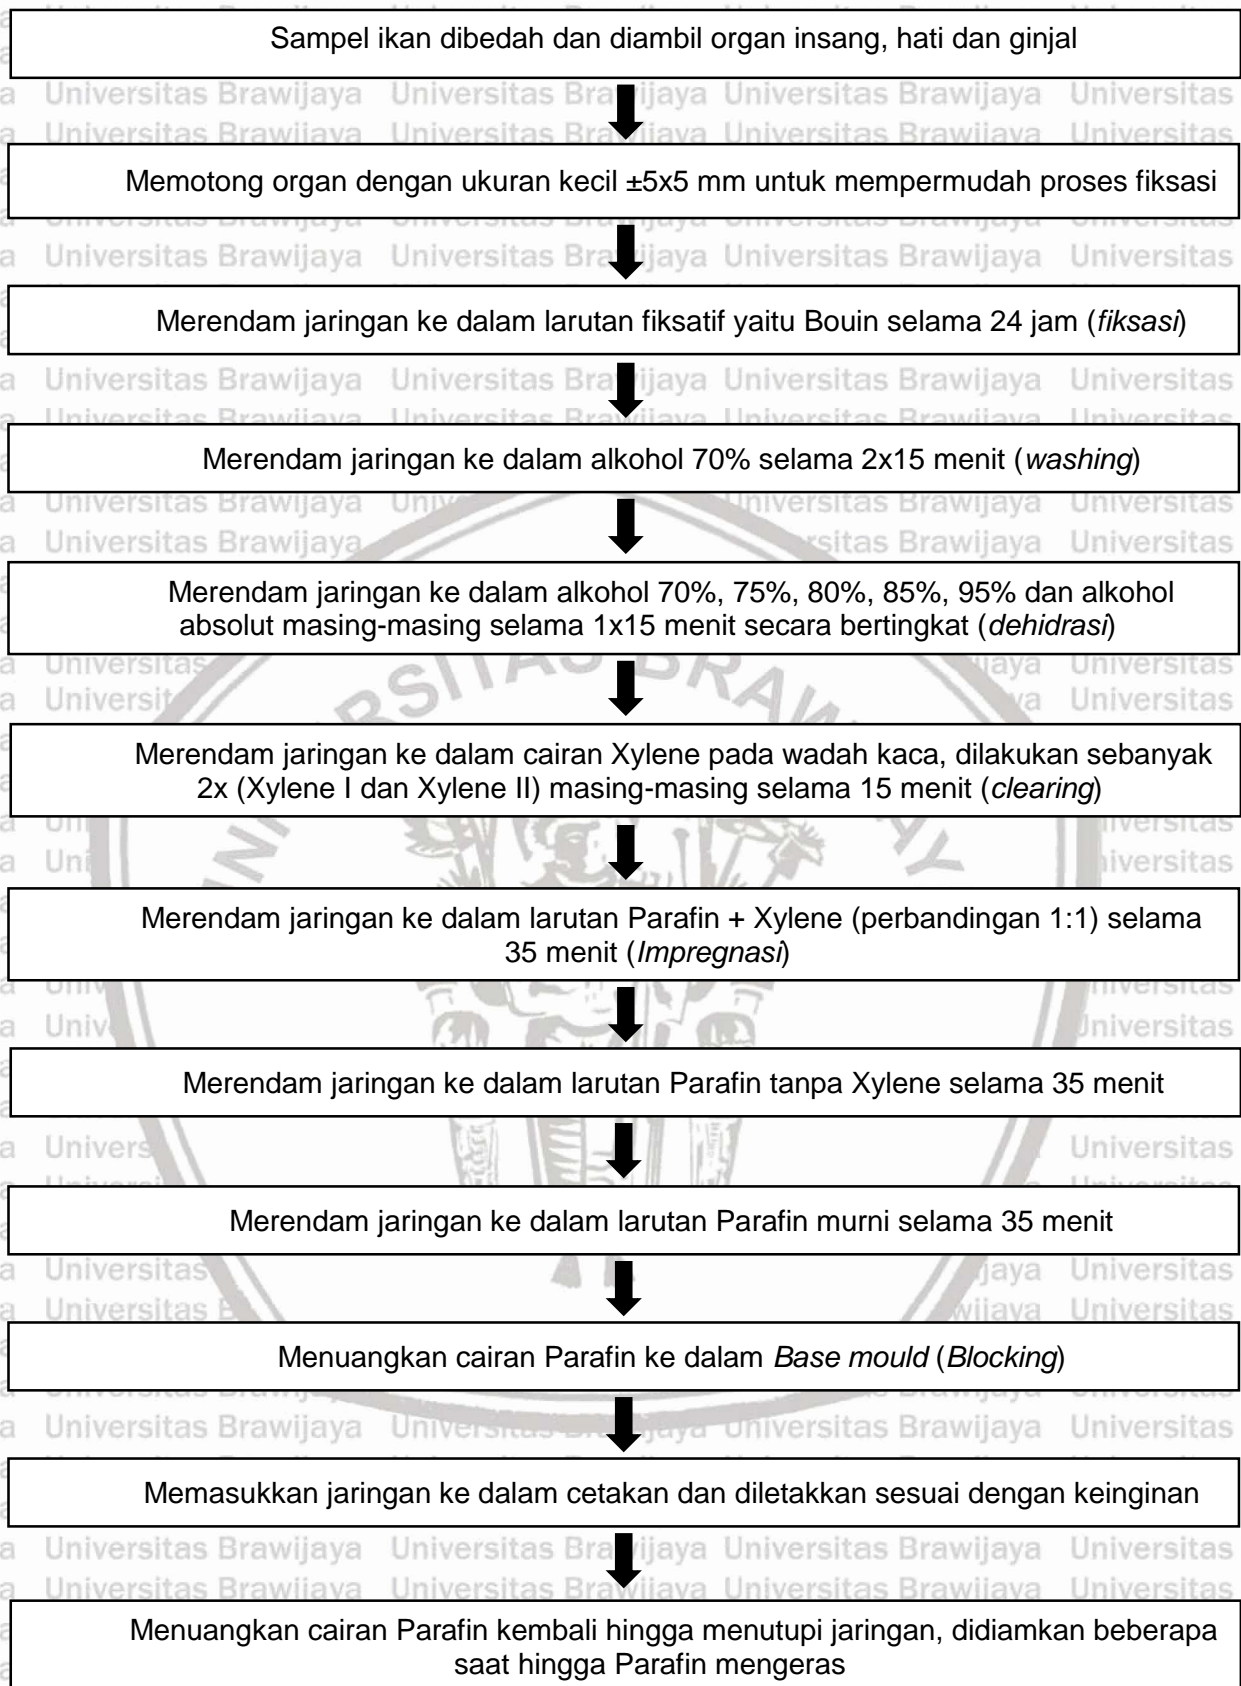 Sampel ikan dibedah dan diambil organ insang, hati dan ginjal
Memotong organ dengan ukuran kecil ±5x5 mm untuk mempermudah proses fiksasi
Merendam jaringan ke dalam larutan fiksatif yaitu Bouin selama 24 jam (fiksasi)
Merendam jaringan ke dalam alkohol 70% selama 2x15 menit (washing)
Merendam jaringan ke dalam alkohol 70%, 75%, 80%, 85%, 95% dan alkohol
absolut masing-masing selama 1x15 menit secara bertingkat (dehidrasi)
Merendam jaringan ke dalam cairan Xylene pada wadah kaca, dilakukan sebanyak
2x (Xylene I dan Xylene II) masing-masing selama 15 menit (clearing)
Merendam jaringan ke dalam larutan Parafin + Xylene (perbandingan 1:1) selama
35 menit (Impregnasi)
Merendam jaringan ke dalam larutan Parafin tanpa Xylene selama 35 menit
Merendam jaringan ke dalam larutan Parafin murni selama 35 menit
Menuangkan cairan Parafin ke dalam Base mould (Blocking)
Memasukkan jaringan ke dalam cetakan dan diletakkan sesuai dengan keinginan
Menuangkan cairan Parafin kembali hingga menutupi jaringan, didiamkan beberapa
saat hingga Parafin mengeras